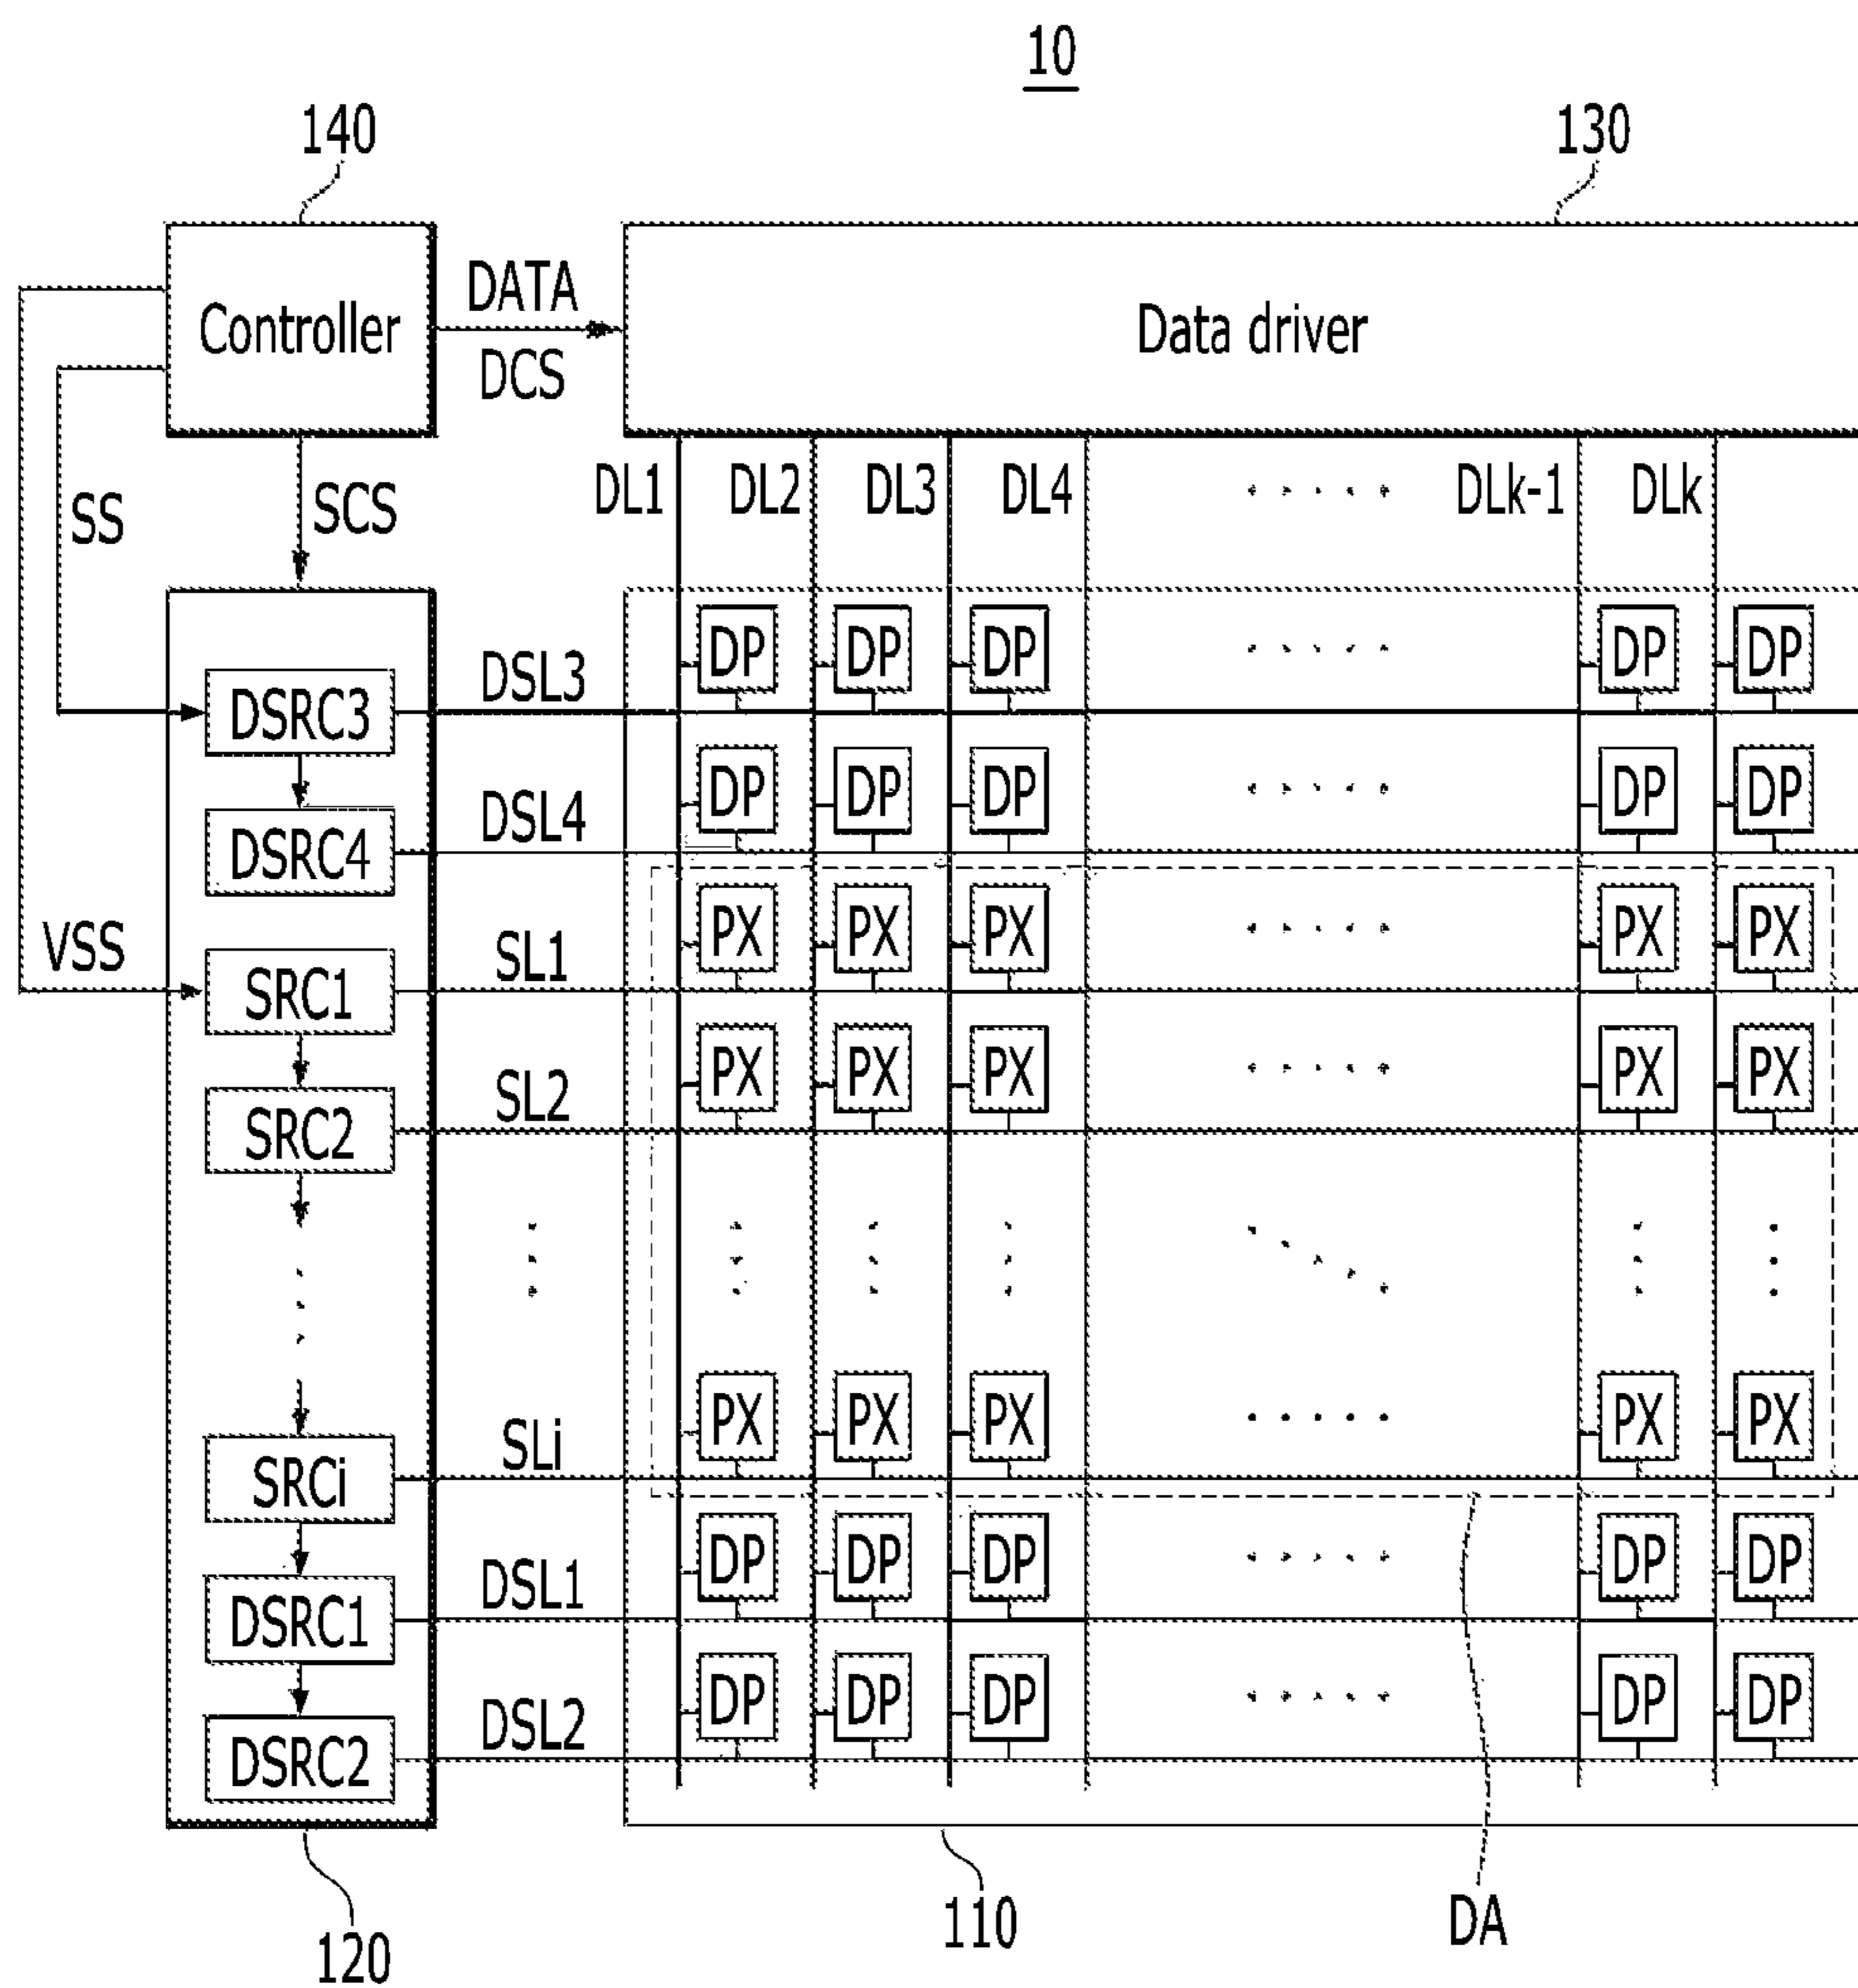 10
140
130
Controller
DATA
DCS
Data driver
SS
SCS
DL1 DL2 DL3 DL4 DLk-1 DLk
DSRC3 DSL3 DP DP DP DP DP
DSRC4 DSL4 DP DP DP DP DP
VSS SRC1 SL1 PX PX PX PX PX
SRC2 SL2 PX PX PX PX PX
SRCi SLi PX PX PX PX PX
DSRC1 DSL1 DP DP DP DP DP
DSRC2 DSL2 DP DP DP DP DP
120
110
DA